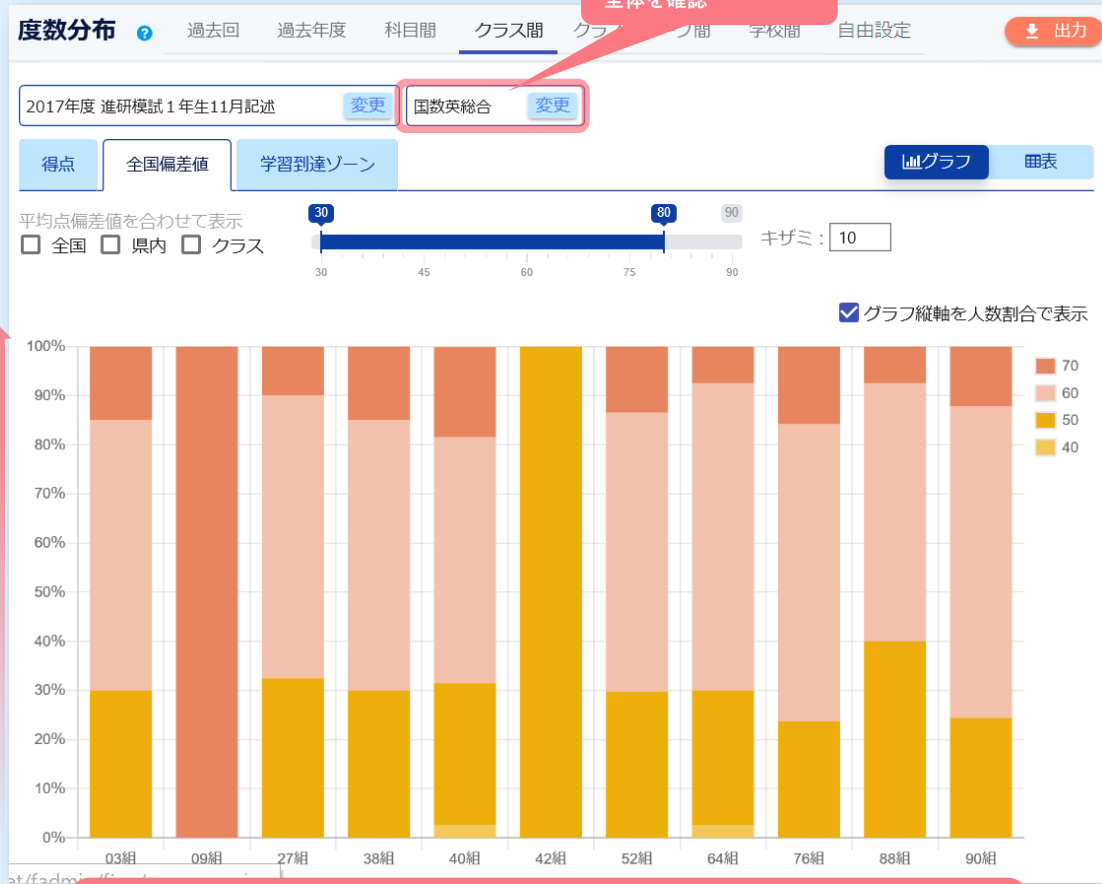 主体を確認
度数分布 ? 過去回 過去年度 科目間 クラス間 学校間 自由設定 出力
2017年度 進研模試1年生11月記述 変更 国数英総合 変更
得点 全国偏差値 学習到達ゾーン グラフ 表
平均点偏差値を合わせて表示
全国 県内 クラス
30 80 90
キザミ: 10
30 45 60 75 90
グラフ縦軸を人数割合で表示
100%
90%
80%
70%
60%
50%
40%
30%
20%
10%
0%
70
60
50
40
03組 09組 27組 38組 40組 42組 52組 64組 76組 88組 90組